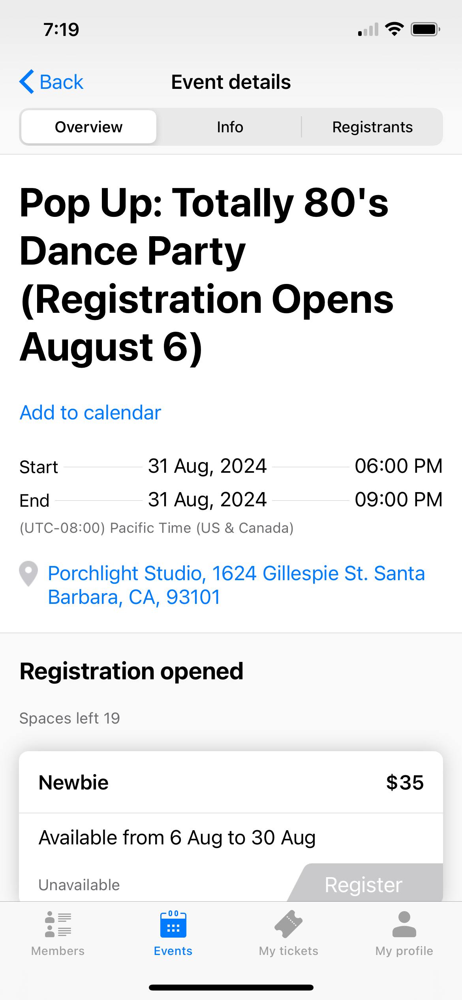 7:19
Back
Event details
Overview
Info
Registrants
Pop Up: Totally 80's
Dance Party
(Registration Opens
August 6)
Add to calendar
Start 31 Aug, 2024 06:00 PM
End 31 Aug, 2024 09:00 PM
(UTC-08:00) Pacific Time (US & Canada)
Porchlight Studio, 1624 Gillespie St. Santa
Barbara, CA, 93101
Registration opened
Spaces left 19
Newbie $35
Available from 6 Aug to 30 Aug
Unavailable
Register
Members
Events
My tickets
My profile